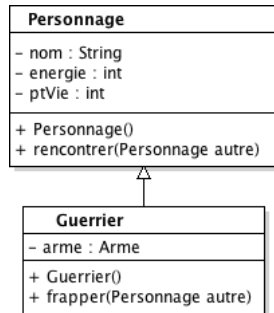 Personnage
- nom : String
- energie : int
- ptVie : int
+ Personnage()
+ rencontrer(Personnage autre)
Guerrier
- arme : Arme
+ Guerrier()
+ frapper(Personnage autre)